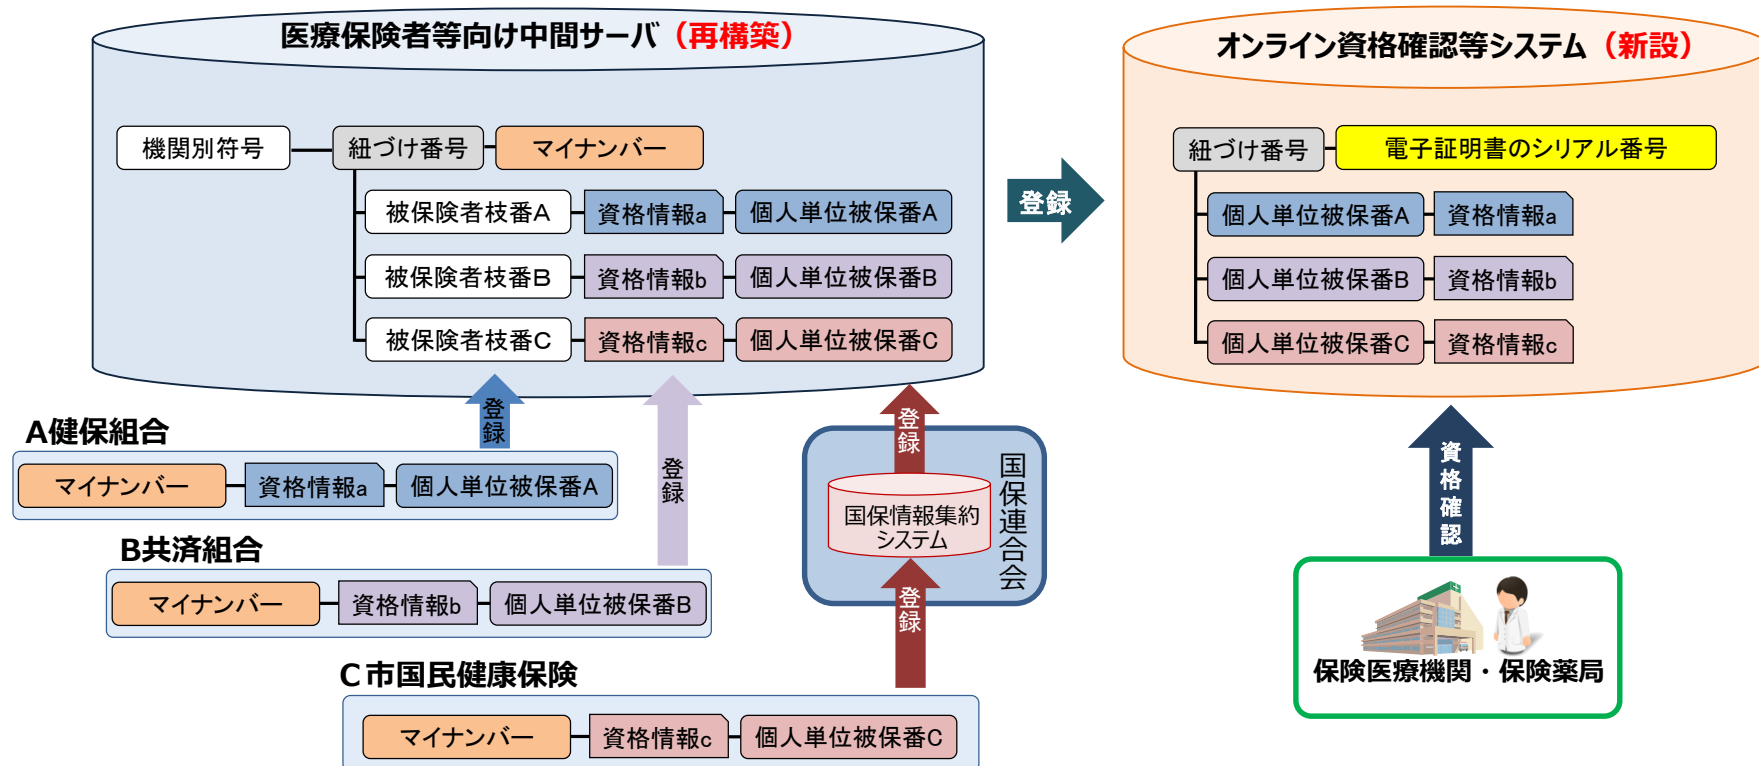 医療保険者等向け中間サーバ（再構築）
機関別符号
紐づけ番号
マイナンバー
被保険者枝番A
資格情報a
個人単位被保番A
被保険者枝番B
資格情報b
個人単位被保番B
被保険者枝番C
資格情報c
個人単位被保番C
登録
オンライン資格確認等システム（新設）
紐づけ番号
電子証明書のシリアル番号
個人単位被保番A
資格情報a
個人単位被保番B
資格情報b
個人単位被保番C
資格情報c
A健保組合
マイナンバー
資格情報a
個人単位被保番A
登録
B共済組合
マイナンバー
資格情報b
個人単位被保番B
登録
C市国民健康保険
マイナンバー
資格情報c
個人単位被保番C
登録
国保情報集約
システム
国保連合会
登録
資格確認
保険医療機関・保険薬局